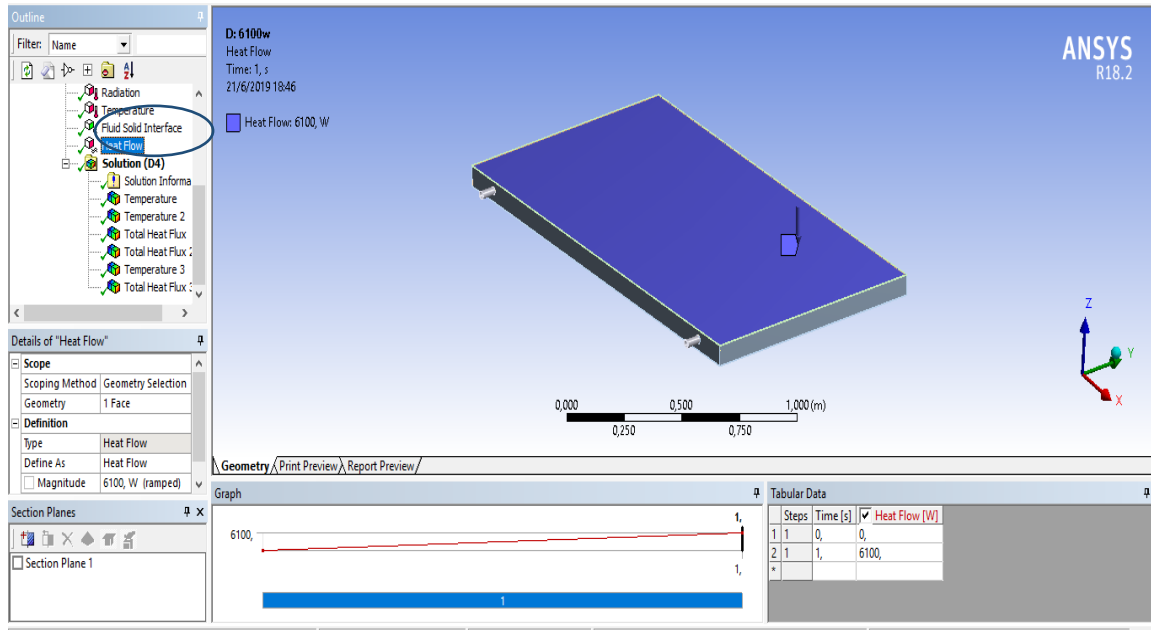 Outline
Filter: Name
Radiation
Temperature
Fluid Solid Interface
Heat Flow
Solution (D4)
Solution Informa
Temperature
Temperature 2
Total Heat Flux
Total Heat Flux 2
Temperature 3
Total Heat Flux 3
Details of "Heat Flow"
Scope
Scoping Method Geometry Selection
Geometry 1 Face
Definition
Type Heat Flow
Define As Heat Flow
Magnitude 6100, W (ramped)
Section Planes
Section Plane 1
D: 6100w
Heat Flow
Time: 1, s
21/6/2019 18:46
Heat Flow: 6100, W
ANSYS
R18.2
Z
Y
X
0,000 0,500 1,000 (m)
0,250 0,750
Geometry Print Preview Report Preview
Graph
1,
6100,
1,
1
Tabular Data
Steps Time [s] Heat Flow [W]
1 1 0, 0,
2 1 1, 6100,
*